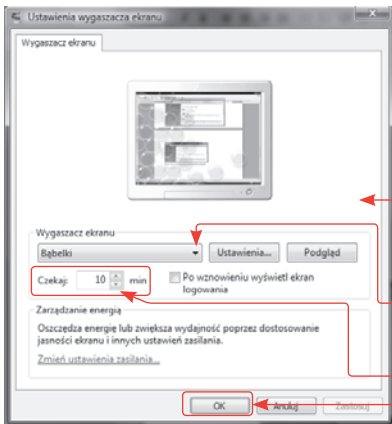 Ustawienia wygaszacza ekranu
Wygaszacz ekranu
Wygaszacz ekranu
Bąbelki Ustawienia... Podgląd
Czekaj: 10 min Po wznowieniu wyświetl ekran
logowania
Zarządzanie energią
Oszczędza energię lub zwiększa wydajność poprzez dostosowanie
jasności ekranu i innych ustawień zasilania.
Zmień ustawienia zasilania...
OK Anuluj Zastosuj